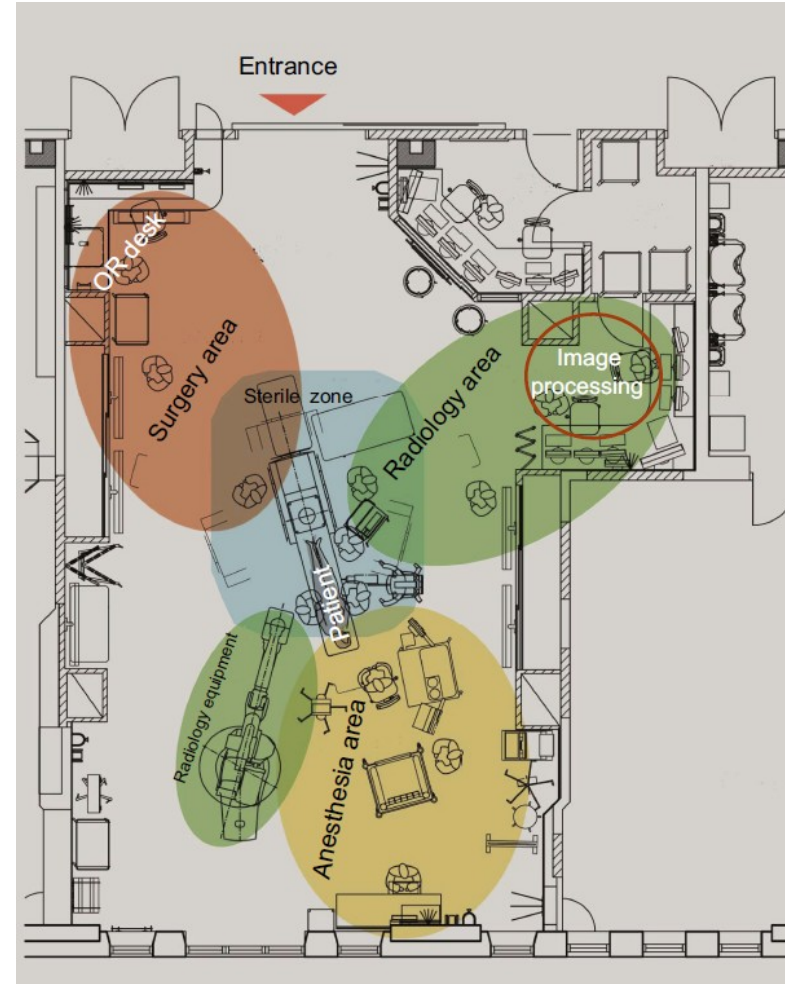 Entrance
OR desk
Surgery area
Sterile zone
Radiology area
Image
processing
Patient
Radiology equipment
Anesthesia area